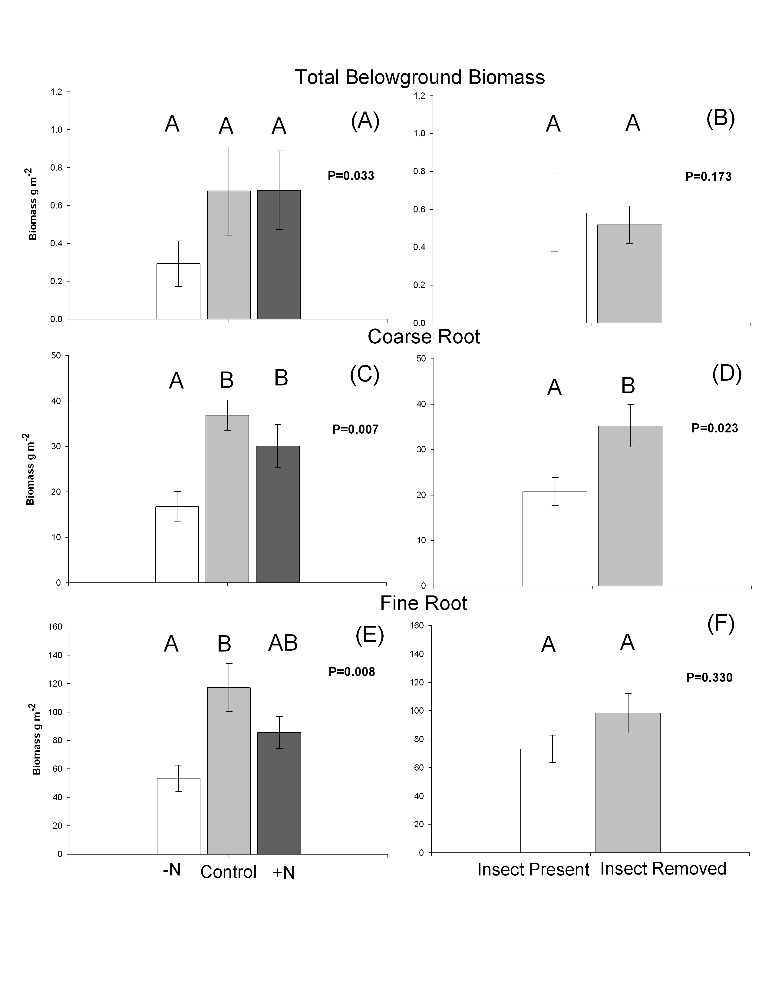 Total Belowground Biomass
1.2
1.0
0.8
0.6
0.4
0.2
0.0
Biomass g m-2
A A A (A)
P=0.033
1.2
1.0
0.8
0.6
0.4
0.2
0.0
A A (B)
P=0.173
Coarse Root
50
40
30
20
10
0
Biomass g m-2
A B B (C)
P=0.007
50
40
30
20
10
0
A B (D)
P=0.023
Fine Root
160
140
120
100
80
60
40
20
0
Biomass g m-2
A B AB (E)
P=0.008
-N Control +N
160
140
120
100
80
60
40
20
0
A A (F)
P=0.330
Insect Present Insect Removed